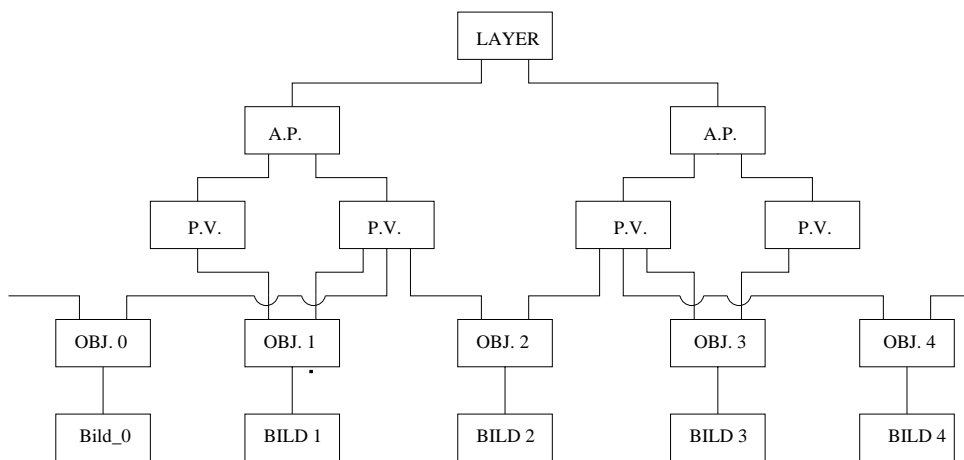 LAYER
A.P. A.P.
P.V. P.V. P.V. P.V.
OBJ. 0 OBJ. 1 OBJ. 2 OBJ. 3 OBJ. 4
Bild_0 BILD 1 BILD 2 BILD 3 BILD 4